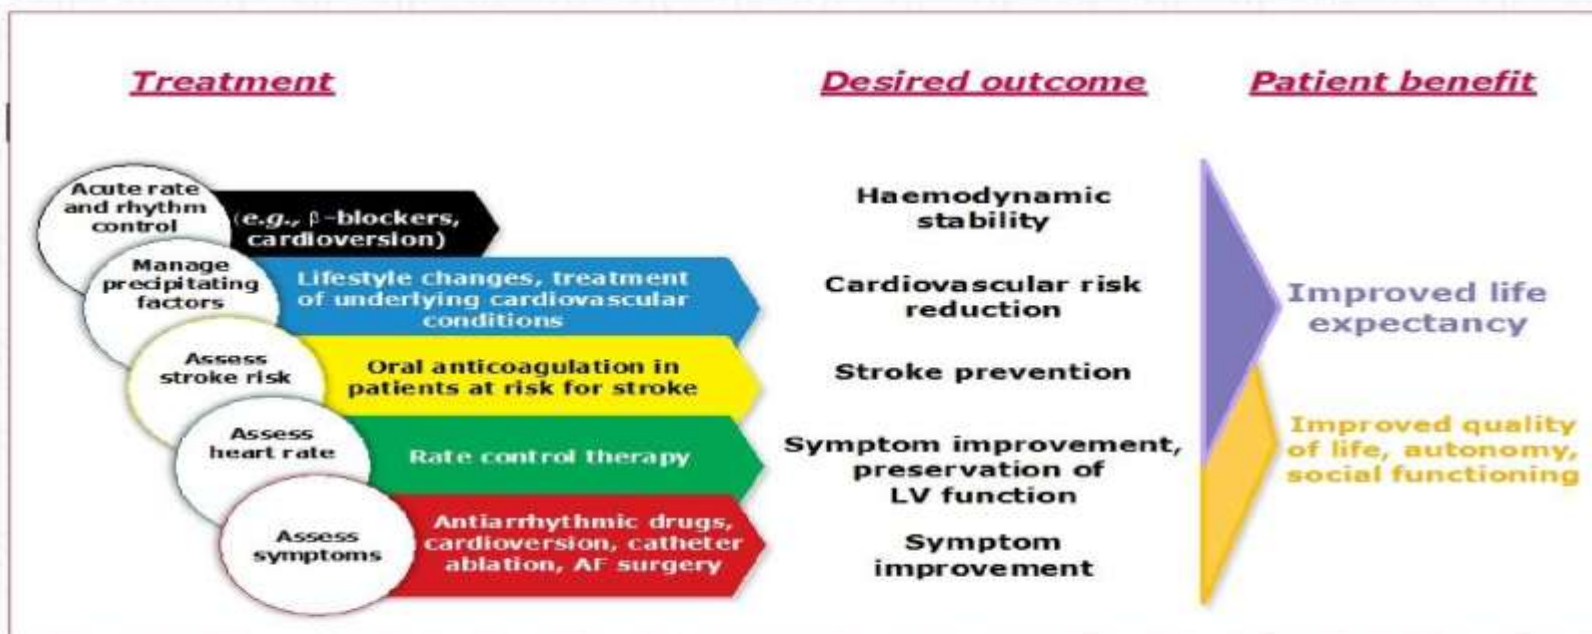 Treatment
Desired outcome
Patient benefit
Acute rate
and rhythm
control
(e.g., β-blockers,
cardioversion)
Haemodynamic
stability
Manage
precipitating
factors
Lifestyle changes, treatment
of underlying cardiovascular
conditions
Cardiovascular risk
reduction
Assess
stroke risk
Oral anticoagulation in
patients at risk for stroke
Stroke prevention
Assess
heart rate
Rate control therapy
Symptom improvement,
preservation of
LV function
Assess
symptoms
Antiarrhythmic drugs,
cardioversion, catheter
ablation, AF surgery
Symptom
improvement
Improved life
expectancy
Improved quality
of life, autonomy,
social functioning